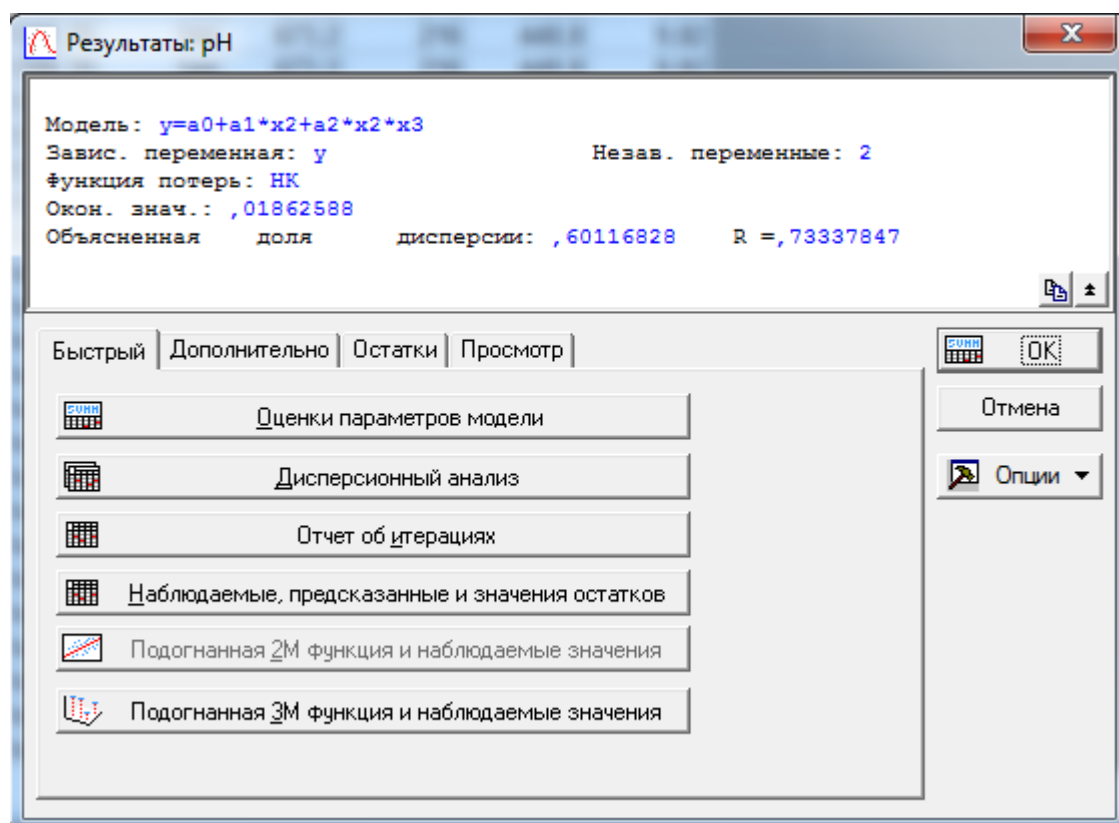 Результаты: pH
Модель: y=a0+a1*x2+a2*x2*x3
Завис. переменная: y Незав. переменные: 2
Функция потерь: НК
Окон. знач.: ,01862588
Объясненная доля дисперсии: ,60116828 R =,73337847
Быстрый Дополнительно Остатки Просмотр
SUMM OK
SUMM Оценки параметров модели
Отмена
Дисперсионный анализ
Опции
Отчет об итерациях
Наблюдаемые, предсказанные и значения остатков
Подогнанная 2М функция и наблюдаемые значения
Подогнанная 3М функция и наблюдаемые значения